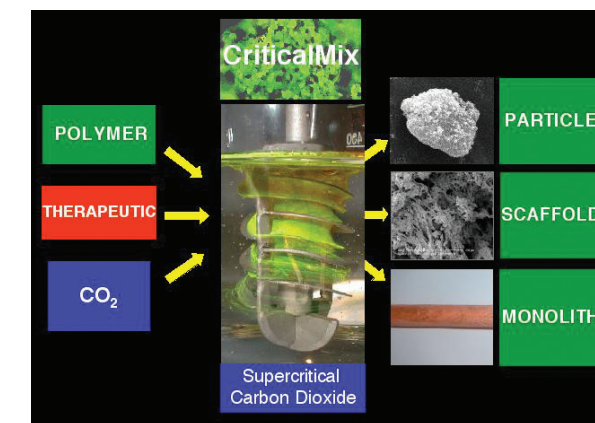 CriticalMix
POLYMER
THERAPEUTIC
CO₂
Supercritical
Carbon Dioxide
PARTICLE
SCAFFOLD
MONOLITH